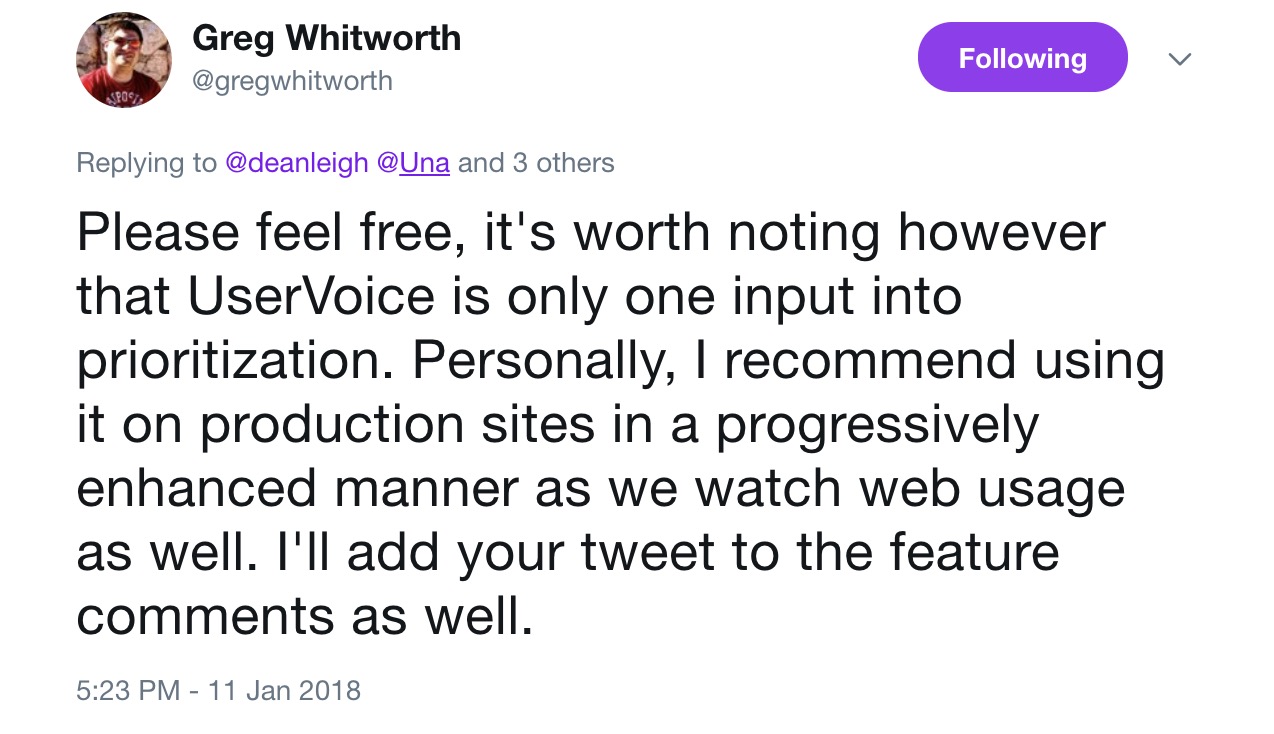 Greg Whitworth
@gregwhitworth
Following
Replying to @deanleigh @Una and 3 others
Please feel free, it's worth noting however
that UserVoice is only one input into
prioritization. Personally, I recommend using
it on production sites in a progressively
enhanced manner as we watch web usage
as well. I'll add your tweet to the feature
comments as well.
5:23 PM - 11 Jan 2018